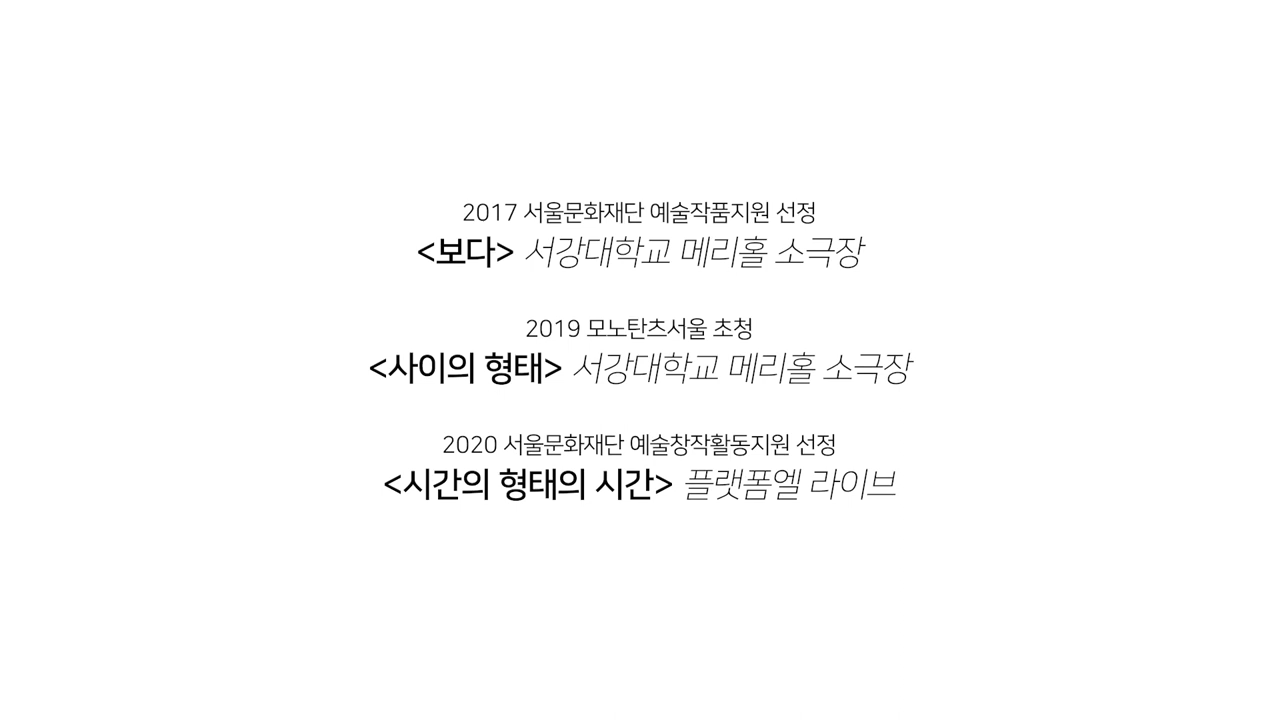 2017 서울문화재단 예술작품지원 선정
<보다> 서강대학교 메리홀 소극장
2019 모노탄츠서울 초청
<사이의 형태> 서강대학교 메리홀 소극장
2020 서울문화재단 예술창작활동지원 선정
<시간의 형태의 시간> 플랫폼엘 라이브